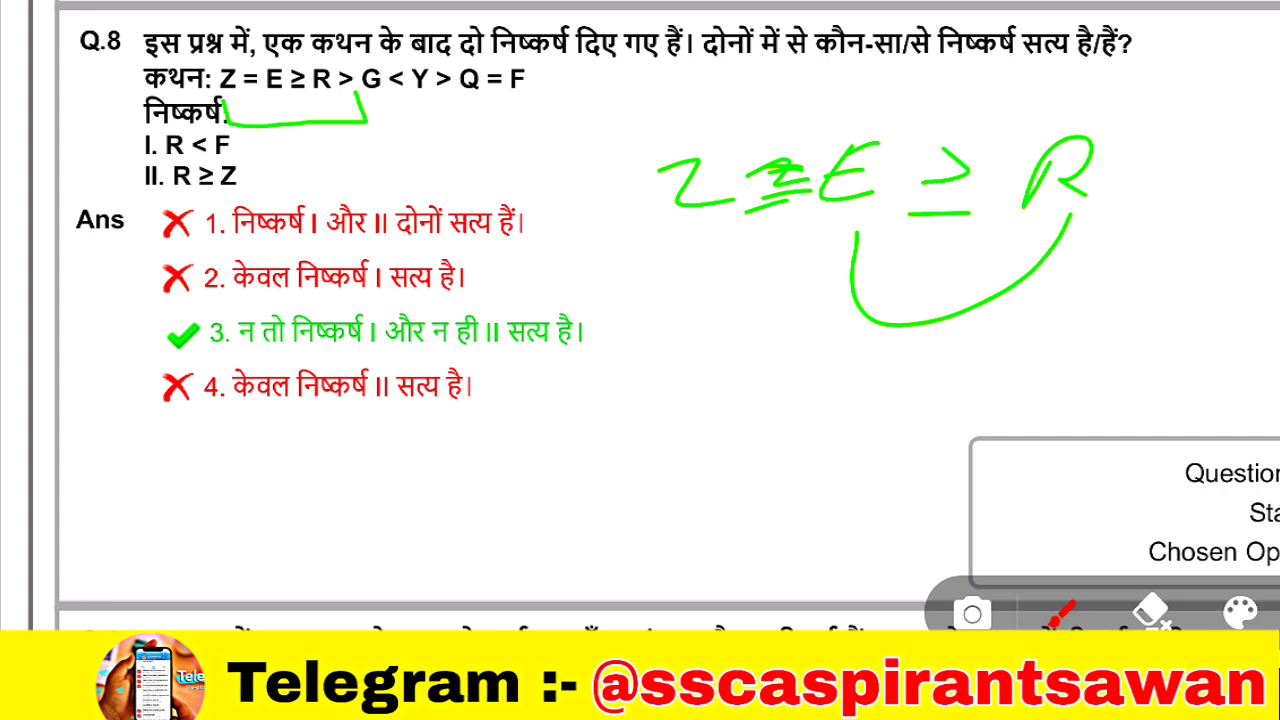 Q.8 इस प्रश्न में, एक कथन के बाद दो निष्कर्ष दिए गए हैं। दोनों में से कौन-सा/से निष्कर्ष सत्य है/हैं?
कथन: Z = E ≥ R > G < Y > Q = F
निष्कर्ष:
I. R < F
II. R ≥ Z
Z = E ≥ R
Ans 1. निष्कर्ष I और II दोनों सत्य हैं।
2. केवल निष्कर्ष I सत्य है।
3. न तो निष्कर्ष I और न ही II सत्य है।
4. केवल निष्कर्ष II सत्य है।
Question
Sta
Chosen Op
Telegram :- @sscaspirantsawan